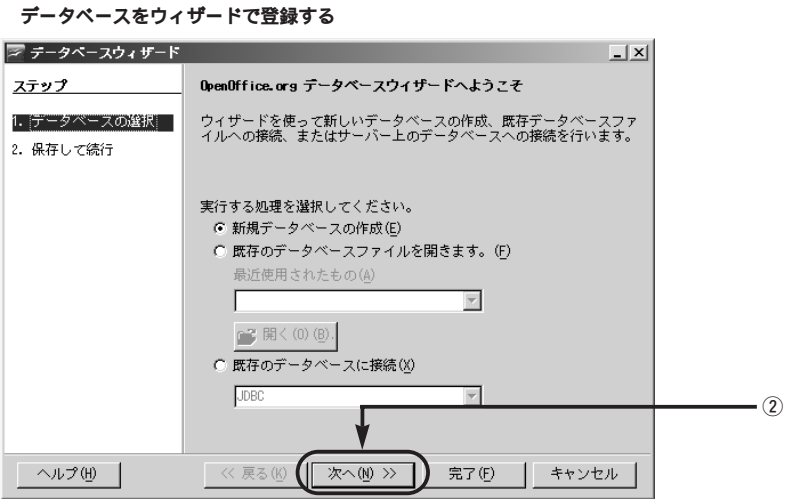 データベースをウィザードで登録する
データベースウィザード
ステップ
1. データベースの選択
2. 保存して続行
OpenOffice.org データベースウィザードへようこそ
ウィザードを使って新しいデータベースの作成、既存データベースファ
イルへの接続、またはサーバー上のデータベースへの接続を行います。
実行する処理を選択してください。
新規データベースの作成(E)
既存のデータベースファイルを開きます。(F)
最近使用されたもの(A)
開く(O)(B).
既存のデータベースに接続(X)
JDBC
②
ヘルプ(H)
<< 戻る(K)
次へ(N) >>
完了(F)
キャンセル